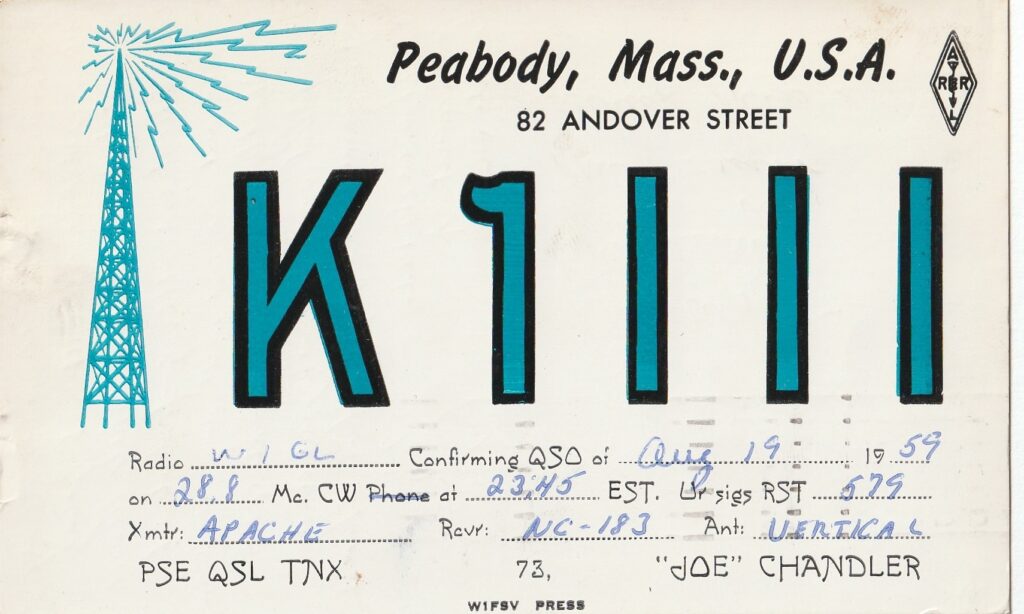 Peabody, Mass., U.S.A.
82 ANDOVER STREET
ARRL
K1III
Radio W1GL Confirming QSO of Aug 19 1959
on 28.8 Mc. CW Phone at 23,45 EST. Ur sigs RST 579
Xmtr: APACHE Rcvr: NC-183 Ant: VERTICAL
PSE QSL TNX 73, "JOE" CHANDLER
W1FSV PRESS